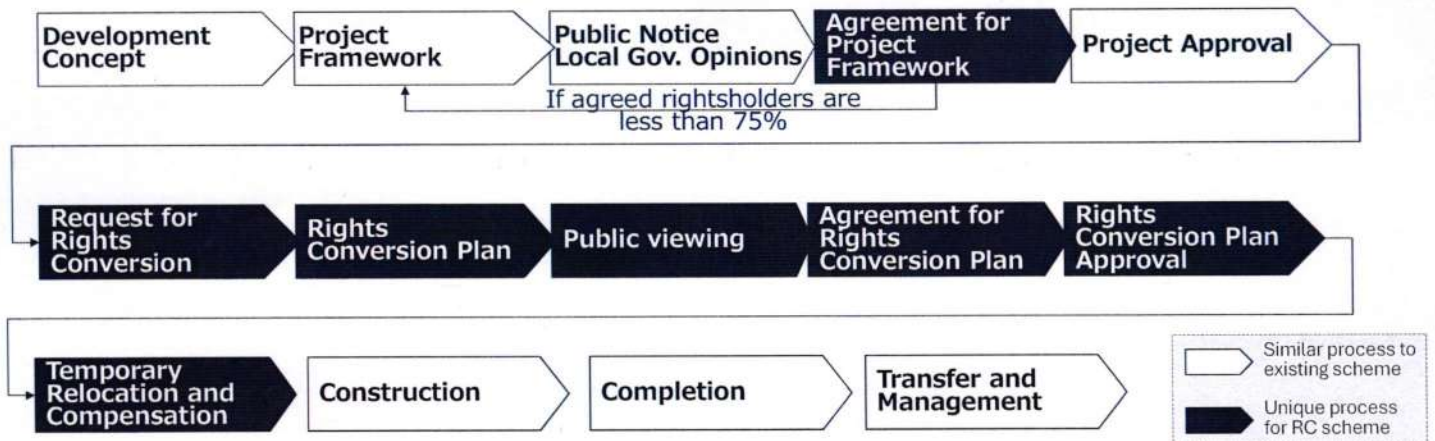 Development
Concept
Project
Framework
Public Notice
Local Gov. Opinions
Agreement for
Project
Framework
Project Approval
If agreed rightsholders are
less than 75%
Request for
Rights
Conversion
Rights
Conversion Plan
Public viewing
Agreement for
Rights
Conversion Plan
Rights
Conversion Plan
Approval
Temporary
Relocation and
Compensation
Construction
Completion
Transfer and
Management
Similar process to
existing scheme
Unique process
for RC scheme